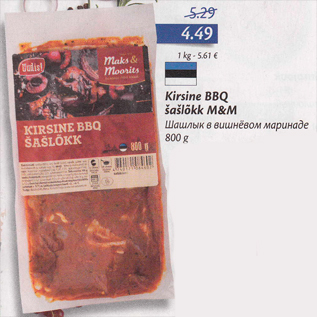 5.29
4.49
1 kg - 5.61 €
Kirsine BBQ
šašlõkk M&M
Шашлык в вишнёвом маринаде
800 g
Uudis!
Maks &
Moorits
KIRSINE BBQ
ŠAŠLÕKK
800 g